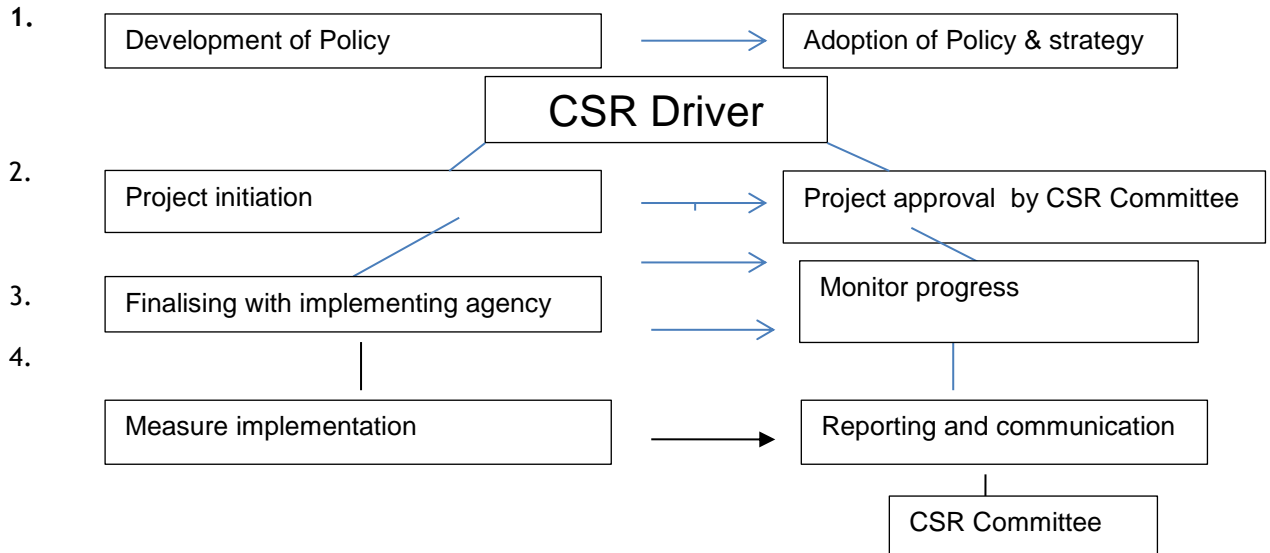 1.
Development of Policy
Adoption of Policy & strategy
CSR Driver
2.
Project initiation
Project approval by CSR Committee
3.
Finalising with implementing agency
Monitor progress
4.
Measure implementation
Reporting and communication
CSR Committee